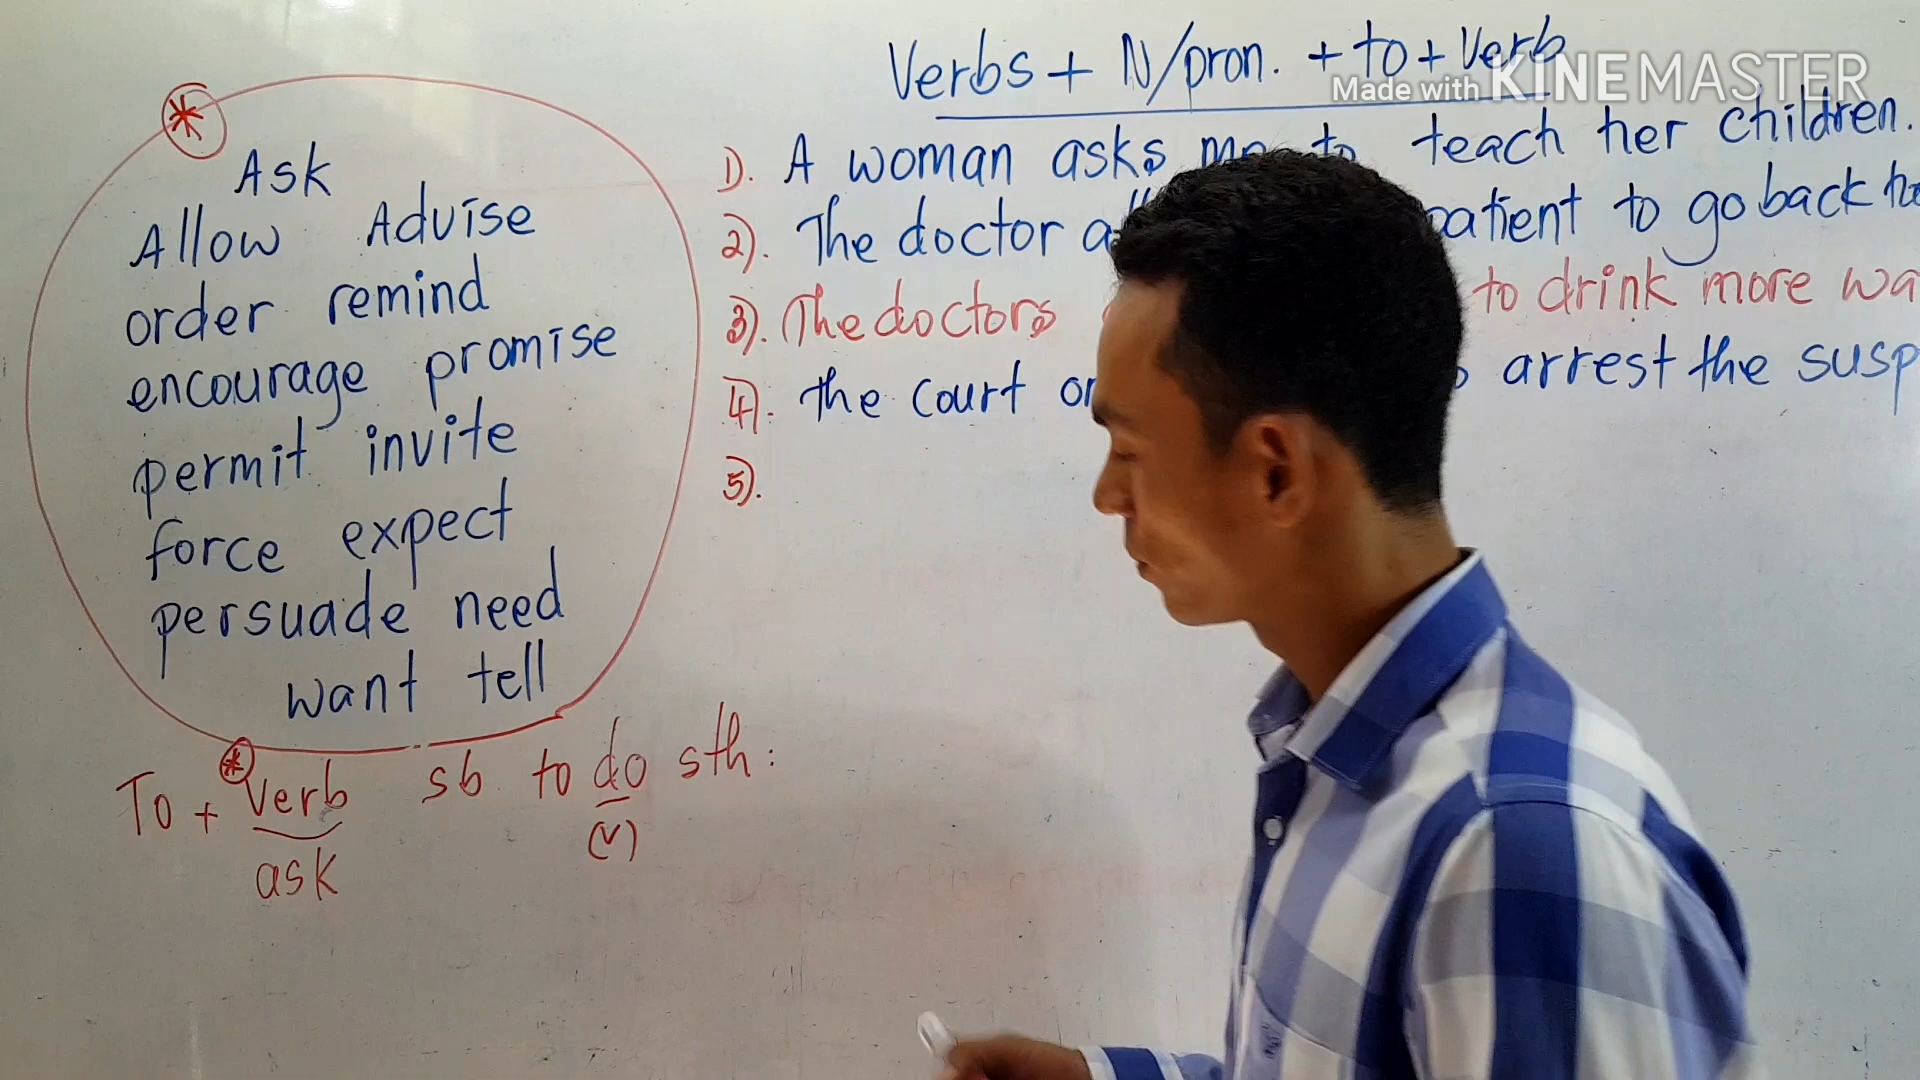 Verbs + N/pron. + to + Verb
Made with KINEMASTER
*
Ask
Allow Advise
order remind
encourage promise
permit invite
force expect
persuade need
want tell
1). A woman asks me to teach her children.
2). The doctor patient to go back
3). The doctors to drink more
4). the court arrest the
5).
To + * Verb sb to do sth:
ask (v)